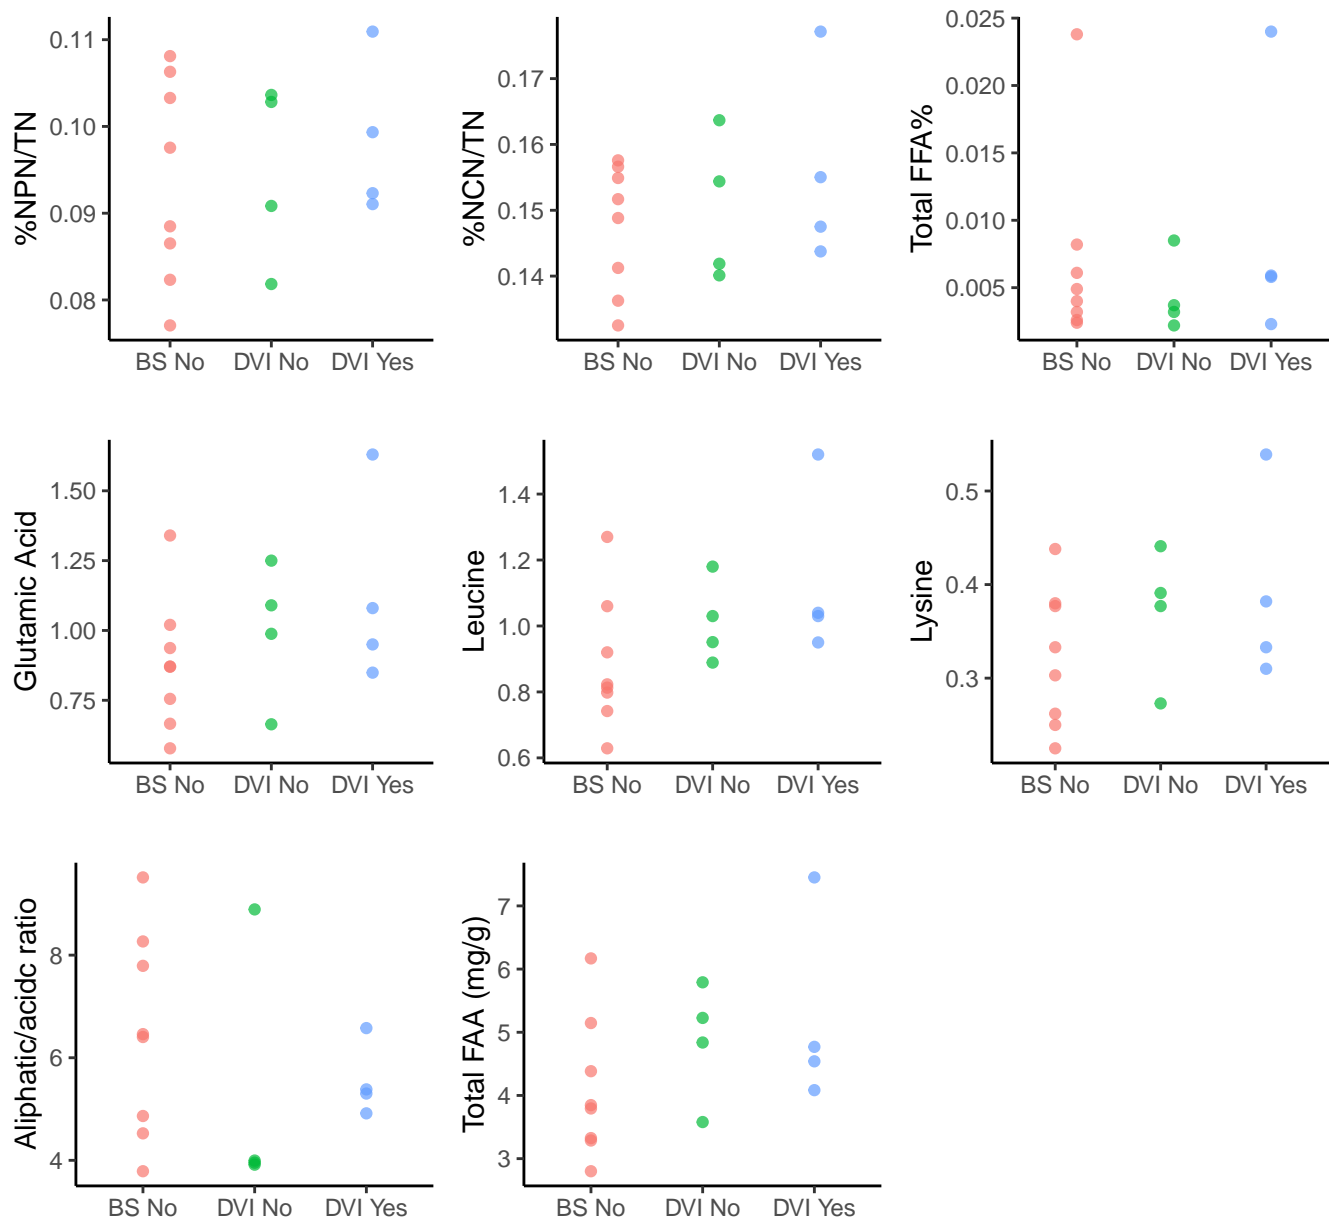 %NPN/TN
0.11
0.10
0.09
0.08
BS No DVI No DVI Yes
%NCN/TN
0.17
0.16
0.15
0.14
BS No DVI No DVI Yes
Total FFA%
0.025
0.020
0.015
0.010
0.005
BS No DVI No DVI Yes
Glutamic Acid
1.50
1.25
1.00
0.75
BS No DVI No DVI Yes
Leucine
1.4
1.2
1.0
0.8
0.6
BS No DVI No DVI Yes
Lysine
0.5
0.4
0.3
BS No DVI No DVI Yes
Aliphatic/acidc ratio
8
6
4
BS No DVI No DVI Yes
Total FAA (mg/g)
7
6
5
4
3
BS No DVI No DVI Yes